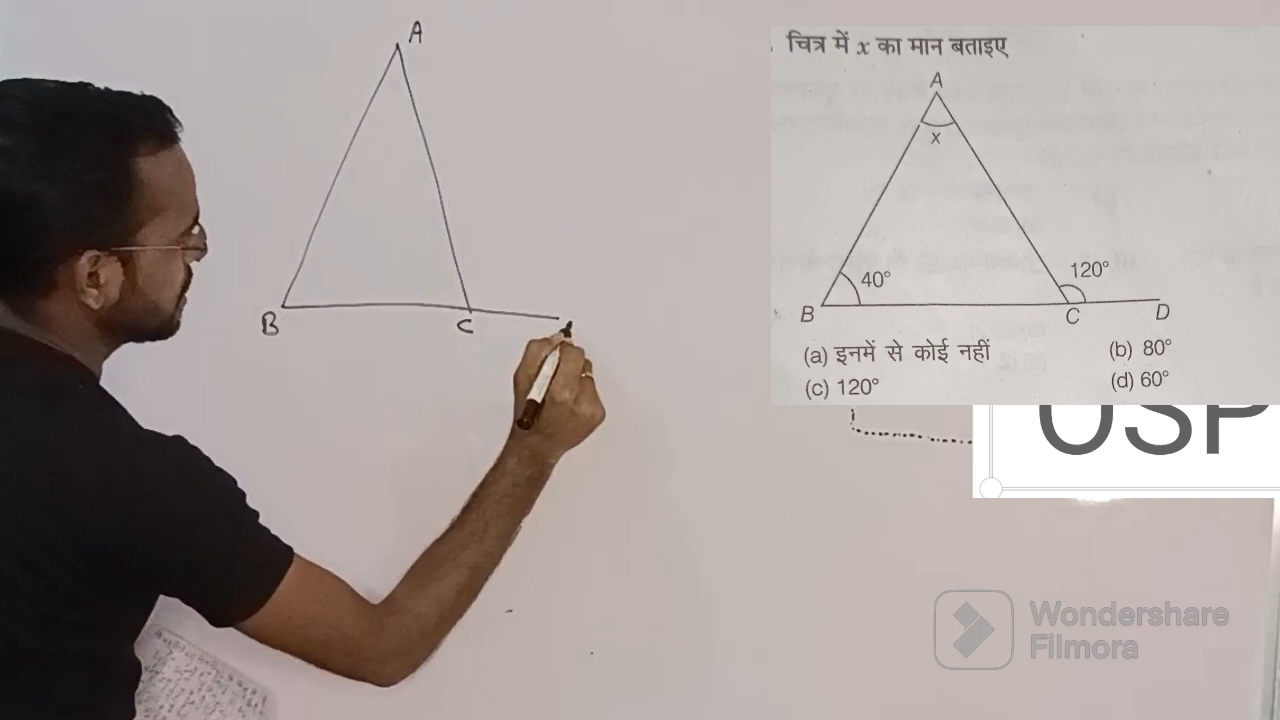 A
B
C
चित्र में x का मान बताइए
A
x
40°
120°
B
C
D
(a) इनमें से कोई नहीं
(b) 80°
(c) 120°
(d) 60°
USP
Wondershare
Filmora